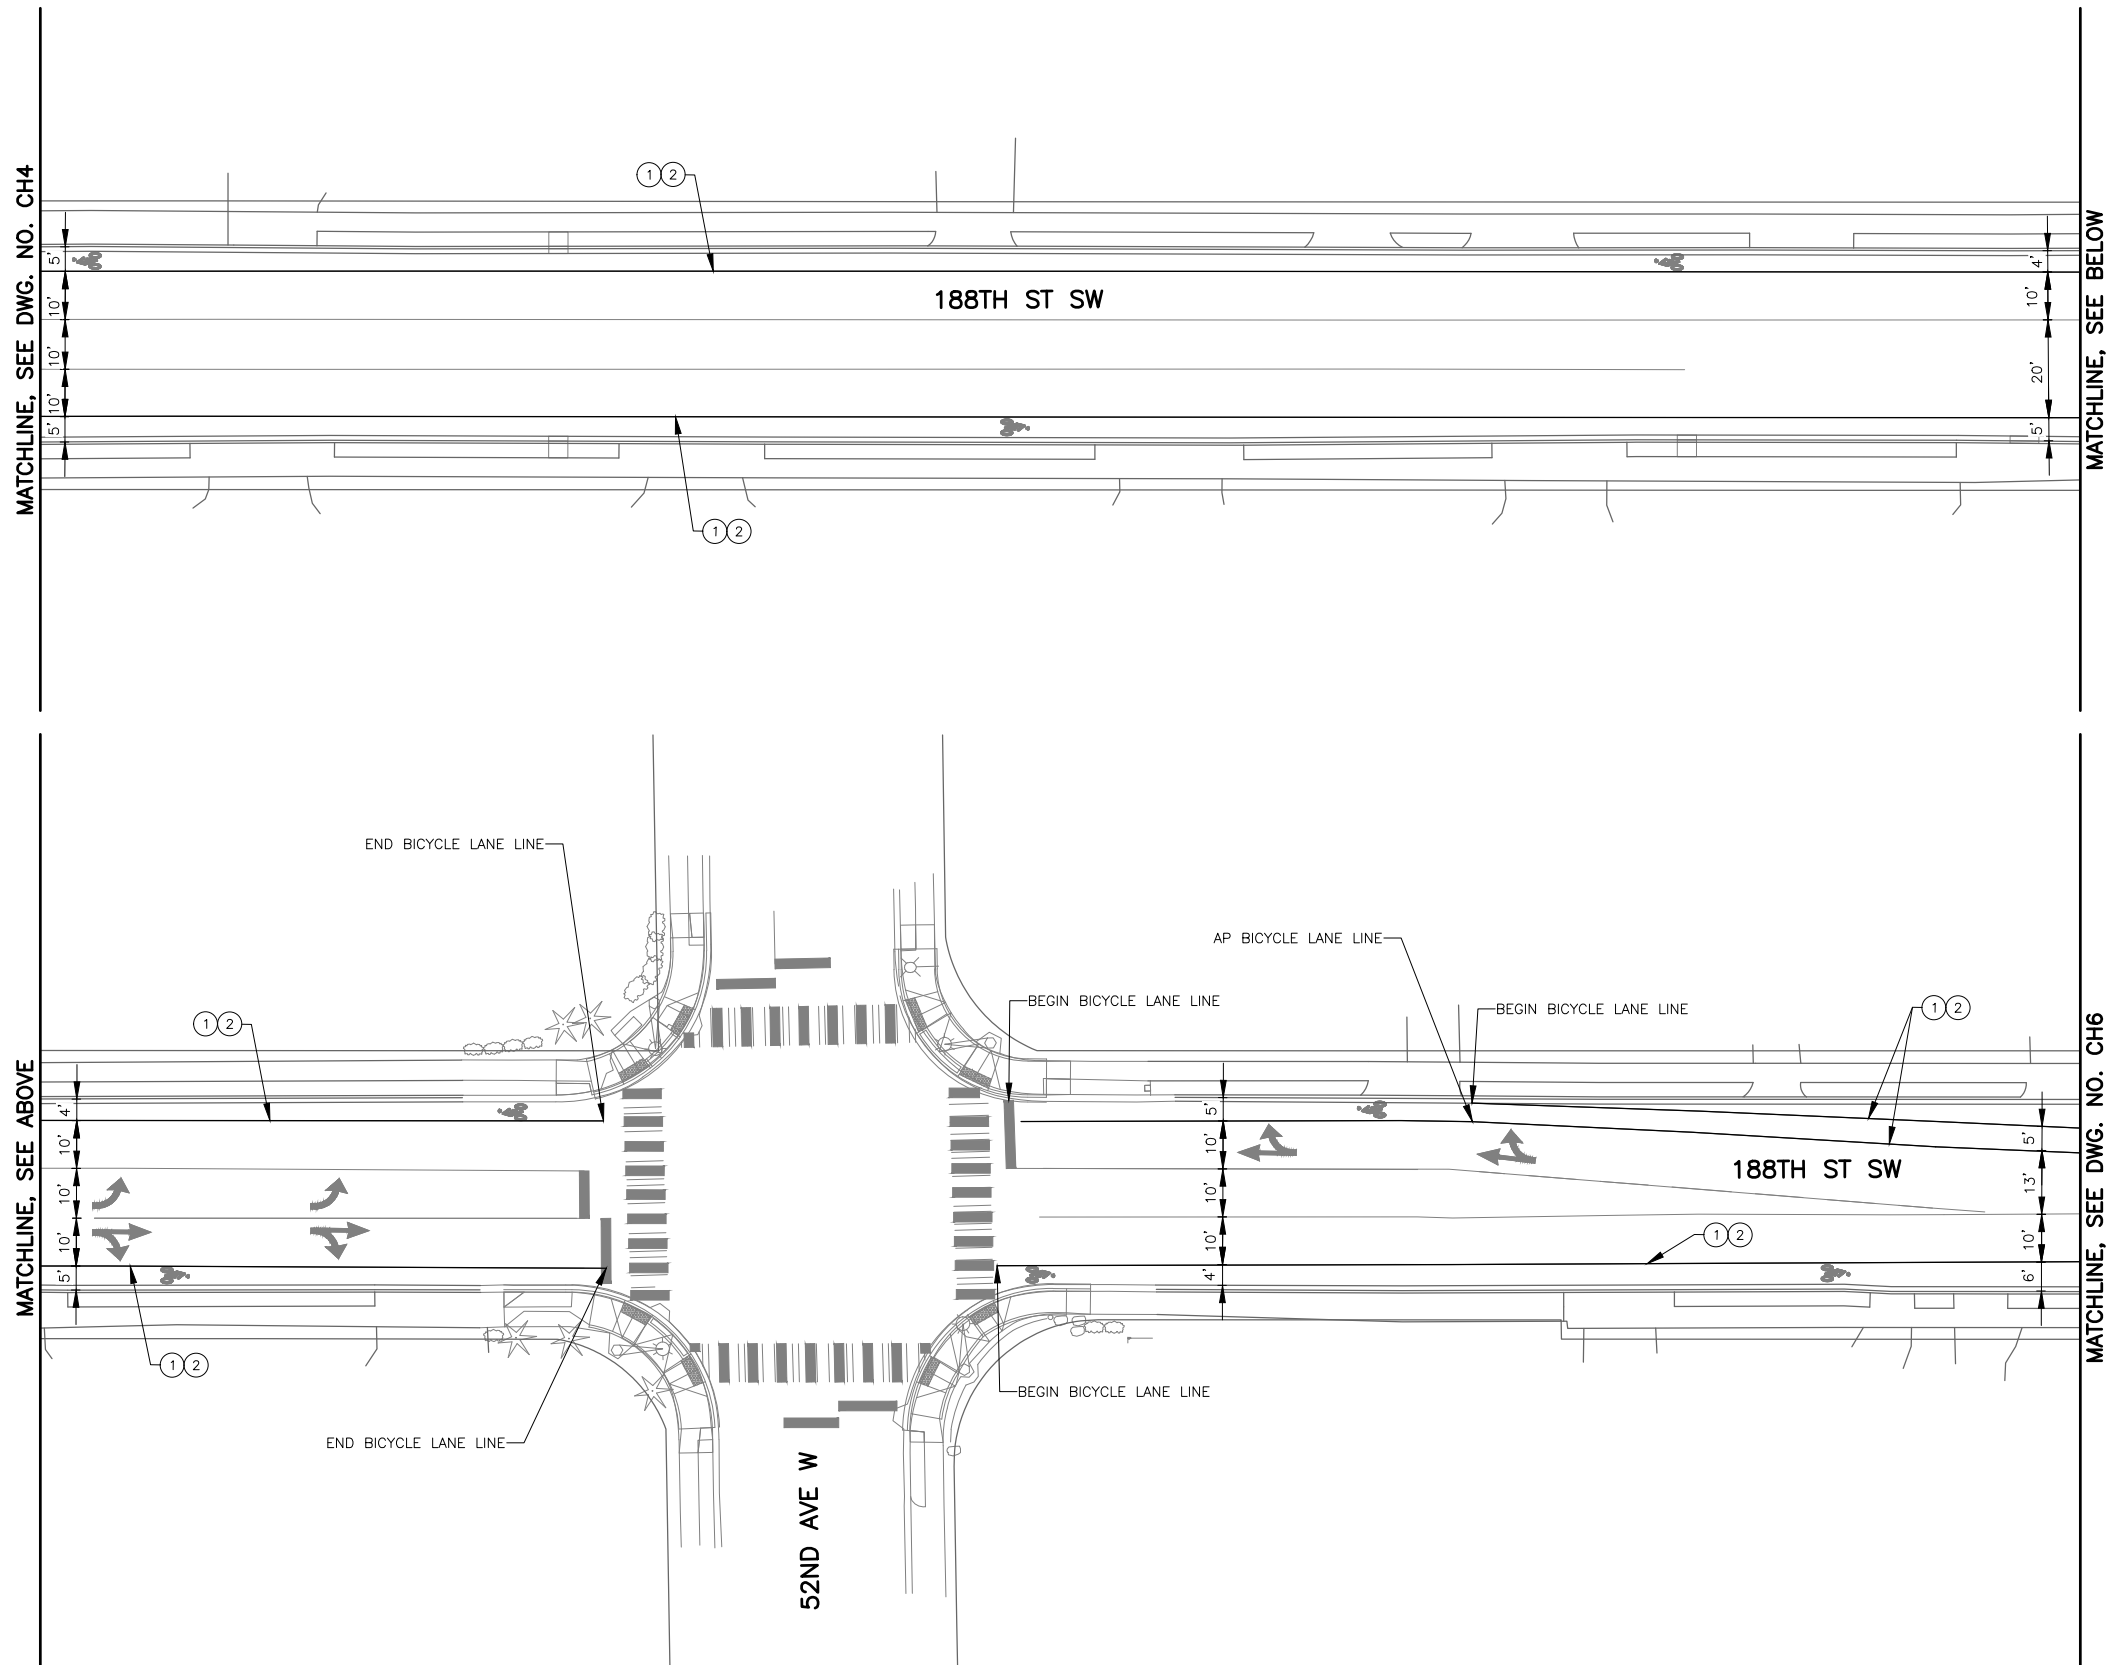 MATCHLINE, SEE DWG. NO. CH4
5'
10'
10'
10'
5'
1 2
188TH ST SW
1 2
4'
10'
20'
5'
MATCHLINE, SEE BELOW
MATCHLINE, SEE ABOVE
4'
10'
10'
10'
5'
END BICYCLE LANE LINE
1 2
1 2
END BICYCLE LANE LINE
52ND AVE W
AP BICYCLE LANE LINE
BEGIN BICYCLE LANE LINE
BEGIN BICYCLE LANE LINE
1 2
5'
10'
10'
10'
4'
188TH ST SW
1 2
BEGIN BICYCLE LANE LINE
5'
13'
10'
6'
MATCHLINE, SEE DWG. NO. CH6